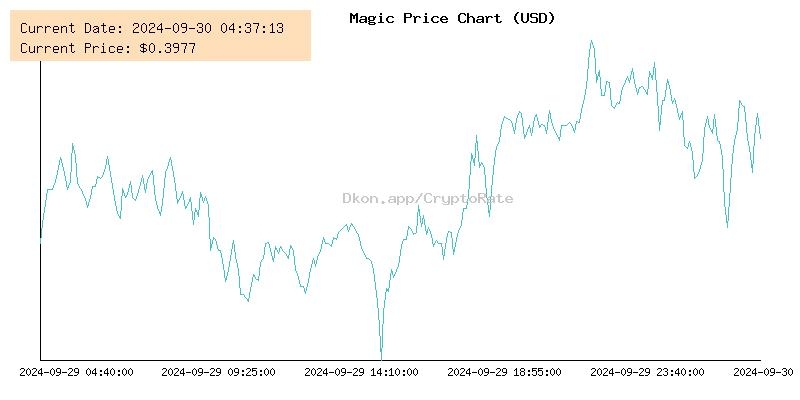 Magic Price Chart (USD)
Current Date: 2024-09-30 04:37:13
Current Price: $0.3977
Dkon.app/CryptoRate
2024-09-29 04:40:00 2024-09-29 09:25:00 2024-09-29 14:10:00 2024-09-29 18:55:00 2024-09-29 23:40:00 2024-09-30